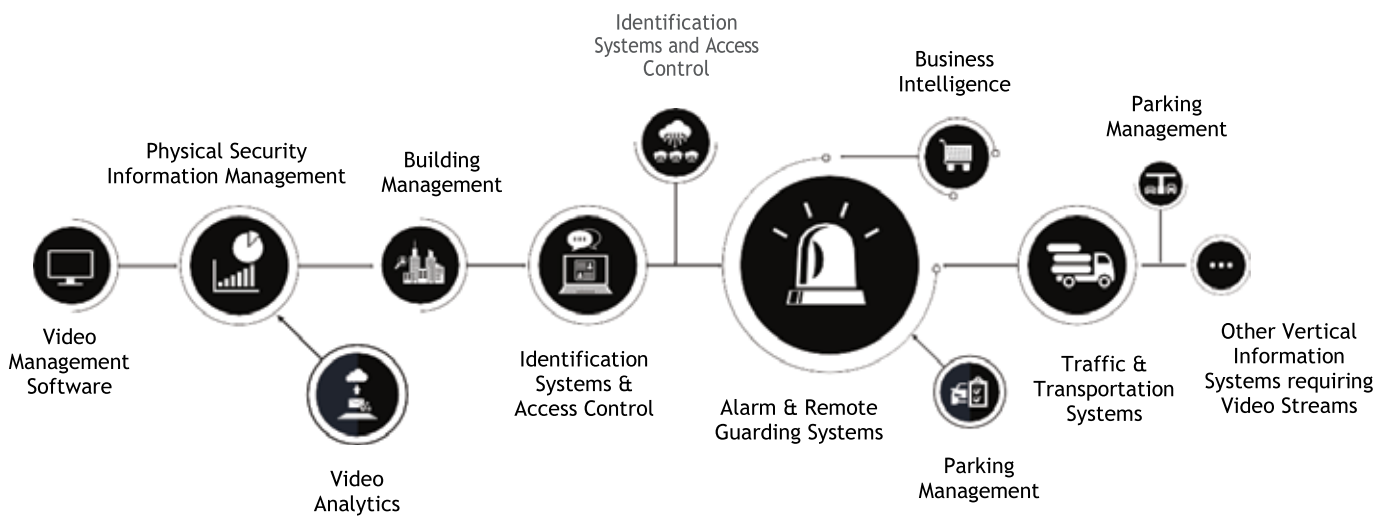 Identification
Systems and Access
Control
Business
Intelligence
Parking
Management
Physical Security
Information Management
Building
Management
Video
Management
Software
Identification
Systems &
Access Control
Alarm & Remote
Guarding Systems
Traffic &
Transportation
Systems
Other Vertical
Information
Systems requiring
Video Streams
Video
Analytics
Parking
Management